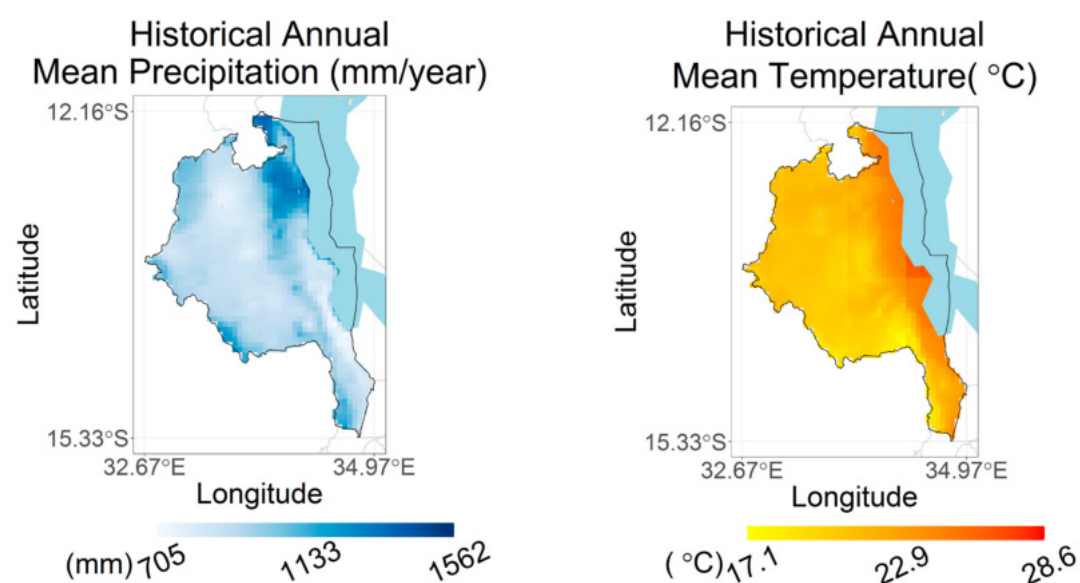 Historical Annual
Mean Precipitation (mm/year)
12.16°S
Latitude
15.33°S
32.67°E
34.97°E
Longitude
(mm)
705
1133
1562
Historical Annual
Mean Temperature( °C)
12.16°S
Latitude
15.33°S
32.67°E
34.97°E
Longitude
( °C)
17.1
22.9
28.6